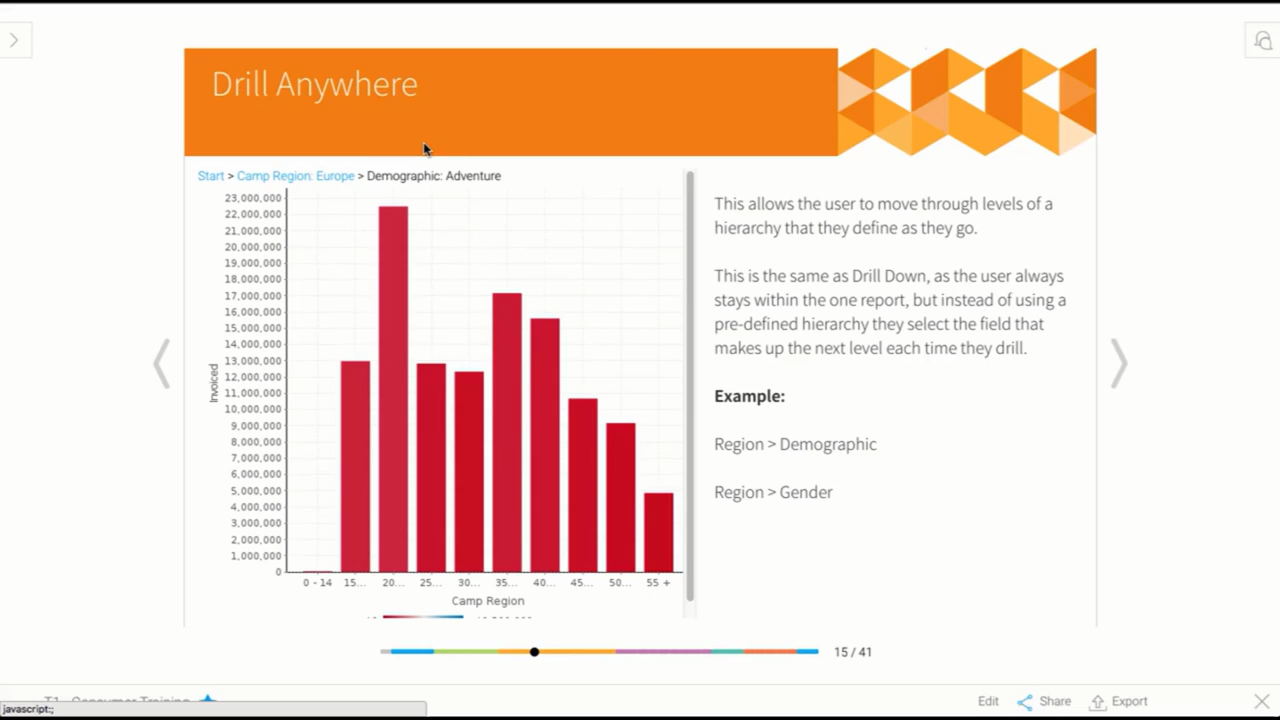 Drill Anywhere
Start > Camp Region: Europe > Demographic: Adventure
23,000,000
22,000,000
21,000,000
20,000,000
19,000,000
18,000,000
17,000,000
16,000,000
15,000,000
14,000,000
13,000,000
12,000,000
11,000,000
10,000,000
9,000,000
8,000,000
7,000,000
6,000,000
5,000,000
4,000,000
3,000,000
2,000,000
1,000,000
0
Invoiced
0 - 14 15... 20... 25... 30... 35... 40... 45... 50... 55 +
Camp Region
This allows the user to move through levels of a
hierarchy that they define as they go.
This is the same as Drill Down, as the user always
stays within the one report, but instead of using a
pre-defined hierarchy they select the field that
makes up the next level each time they drill.
Example:
Region > Demographic
Region > Gender
15 / 41
T1 - Consumer Training
Edit Share Export
javascript:;